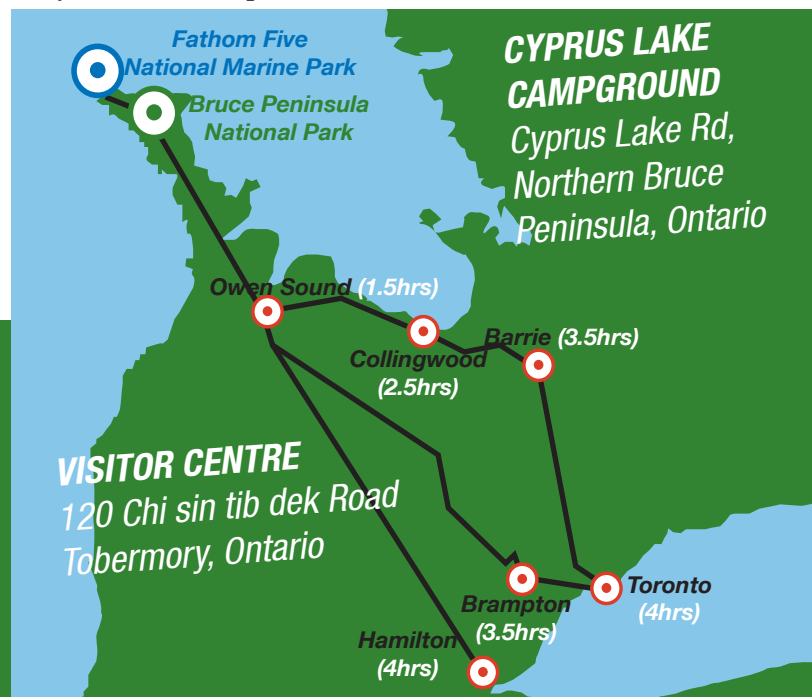 Fathom Five
National Marine Park
Bruce Peninsula
National Park
CYPRUS LAKE
CAMPGROUND
Cyprus Lake Rd,
Northern Bruce
Peninsula, Ontario
Owen Sound (1.5hrs)
Collingwood
(2.5hrs)
Barrie (3.5hrs)
VISITOR CENTRE
120 Chi sin tib dek Road
Tobermory, Ontario
Brampton
(3.5hrs)
Toronto
(4hrs)
Hamilton
(4hrs)